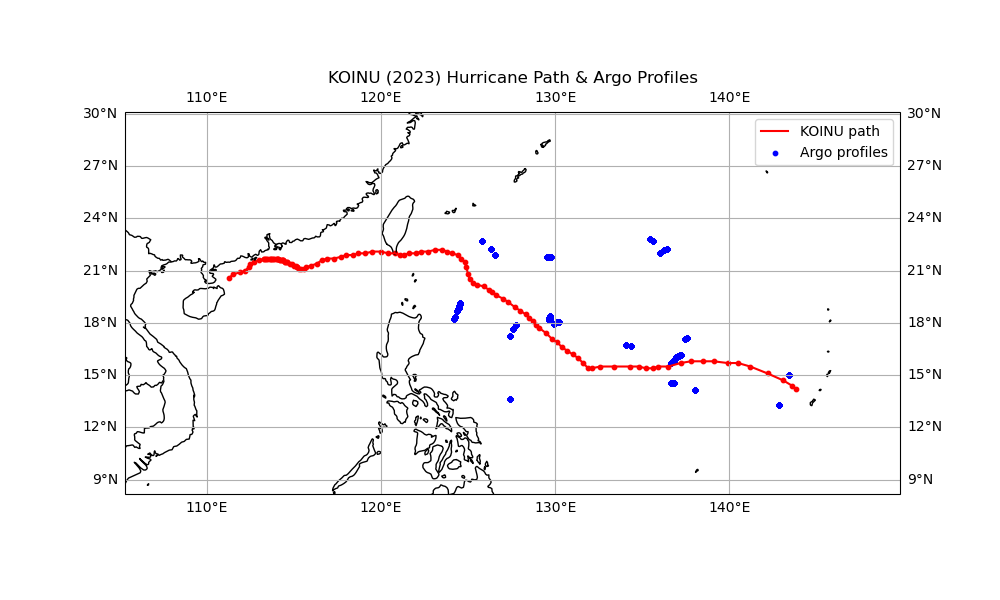 KOINU (2023) Hurricane Path & Argo Profiles
110°E 120°E 130°E 140°E
30°N 30°N
KOINU path
Argo profiles
27°N 27°N
24°N 24°N
21°N 21°N
18°N 18°N
15°N 15°N
12°N 12°N
9°N 9°N
110°E 120°E 130°E 140°E